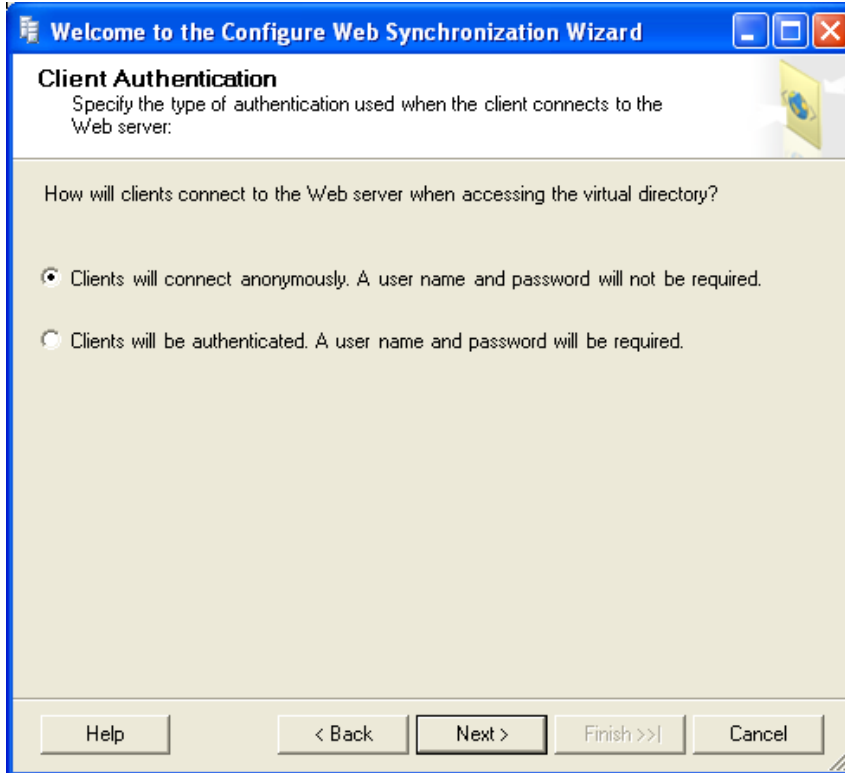 Welcome to the Configure Web Synchronization Wizard
Client Authentication
Specify the type of authentication used when the client connects to the
Web server:
How will clients connect to the Web server when accessing the virtual directory?
Clients will connect anonymously. A user name and password will not be required.
Clients will be authenticated. A user name and password will be required.
Help < Back Next > Finish >>| Cancel